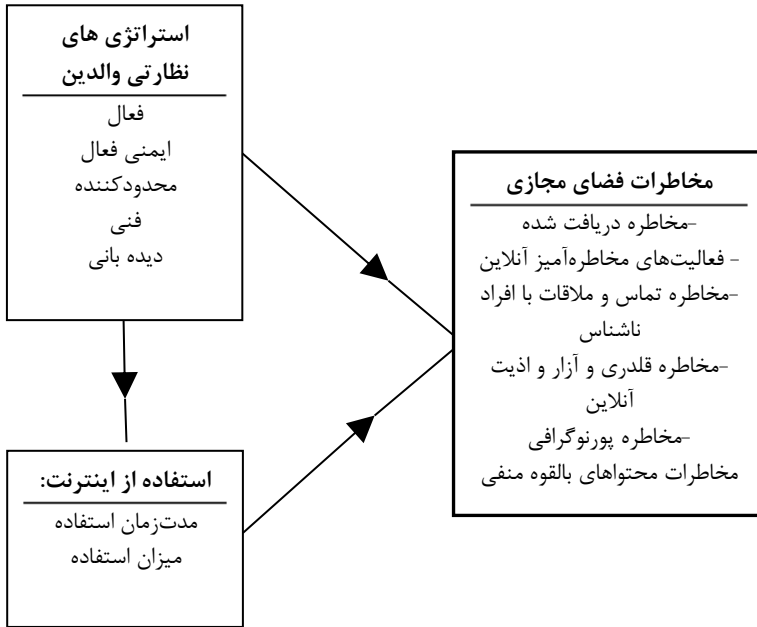 استراتژی های
نظارتی والدین
فعال
ایمنی فعال
محدودکننده
فنی
دیده بانی
مخاطرات فضای مجازی
-مخاطره دریافت شده
- فعالیت‌های مخاطره‌آمیز آنلاین
-مخاطره تماس و ملاقات با افراد
ناشناس
-مخاطره قلدری و آزار و اذیت
آنلاین
-مخاطره پورنوگرافی
مخاطرات محتواهای بالقوه منفی
استفاده از اینترنت:
مدت‌زمان استفاده
میزان استفاده